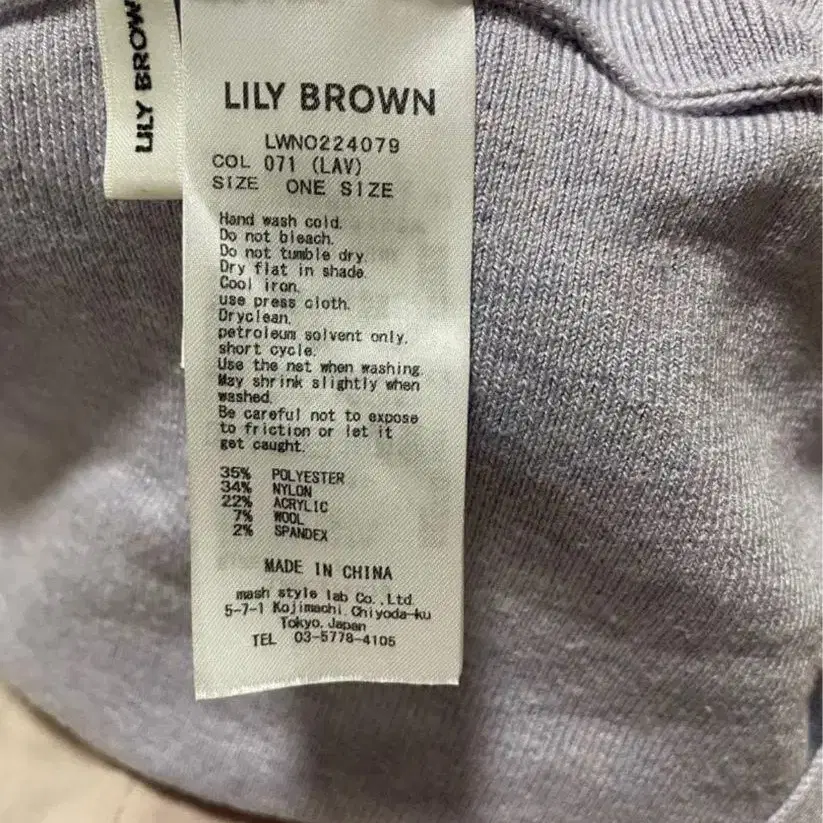 LILY BROWN
LILY BROWN
LWNO224079
COL 071 (LAV)
SIZE ONE SIZE
Hand wash cold.
Do not bleach.
Do not tumble dry.
Dry flat in shade.
Cool iron.
use press cloth.
Dryclean.
petroleum solvent only.
short cycle.
Use the net when washing.
May shrink slightly when
washed.
Be careful not to expose
to friction or let it
get caught.
35% POLYESTER
34% NYLON
22% ACRYLIC
7% WOOL
2% SPANDEX
MADE IN CHINA
mash style lab Co.,Ltd.
5-7-1 Kojimachi.Chiyoda-ku
Tokyo.Japan
TEL 03-5778-4105